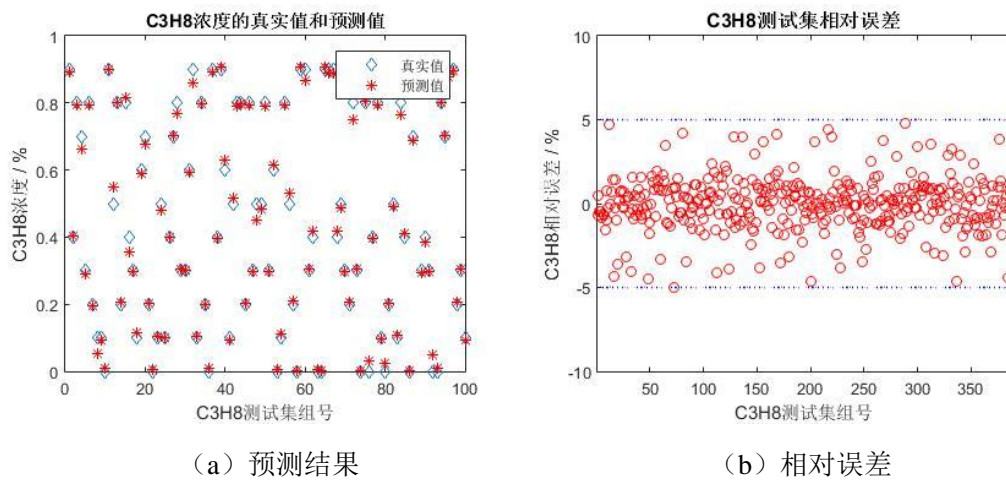 C3H8浓度的真实值和预测值
真实值
预测值
C3H8浓度 / %
1
0.8
0.6
0.4
0.2
0
0 20 40 60 80 100
C3H8测试集组号
（a）预测结果
C3H8测试集相对误差
C3H8相对误差 / %
10
5
0
-5
-10
50 100 150 200 250 300 350
C3H8测试集组号
（b）相对误差